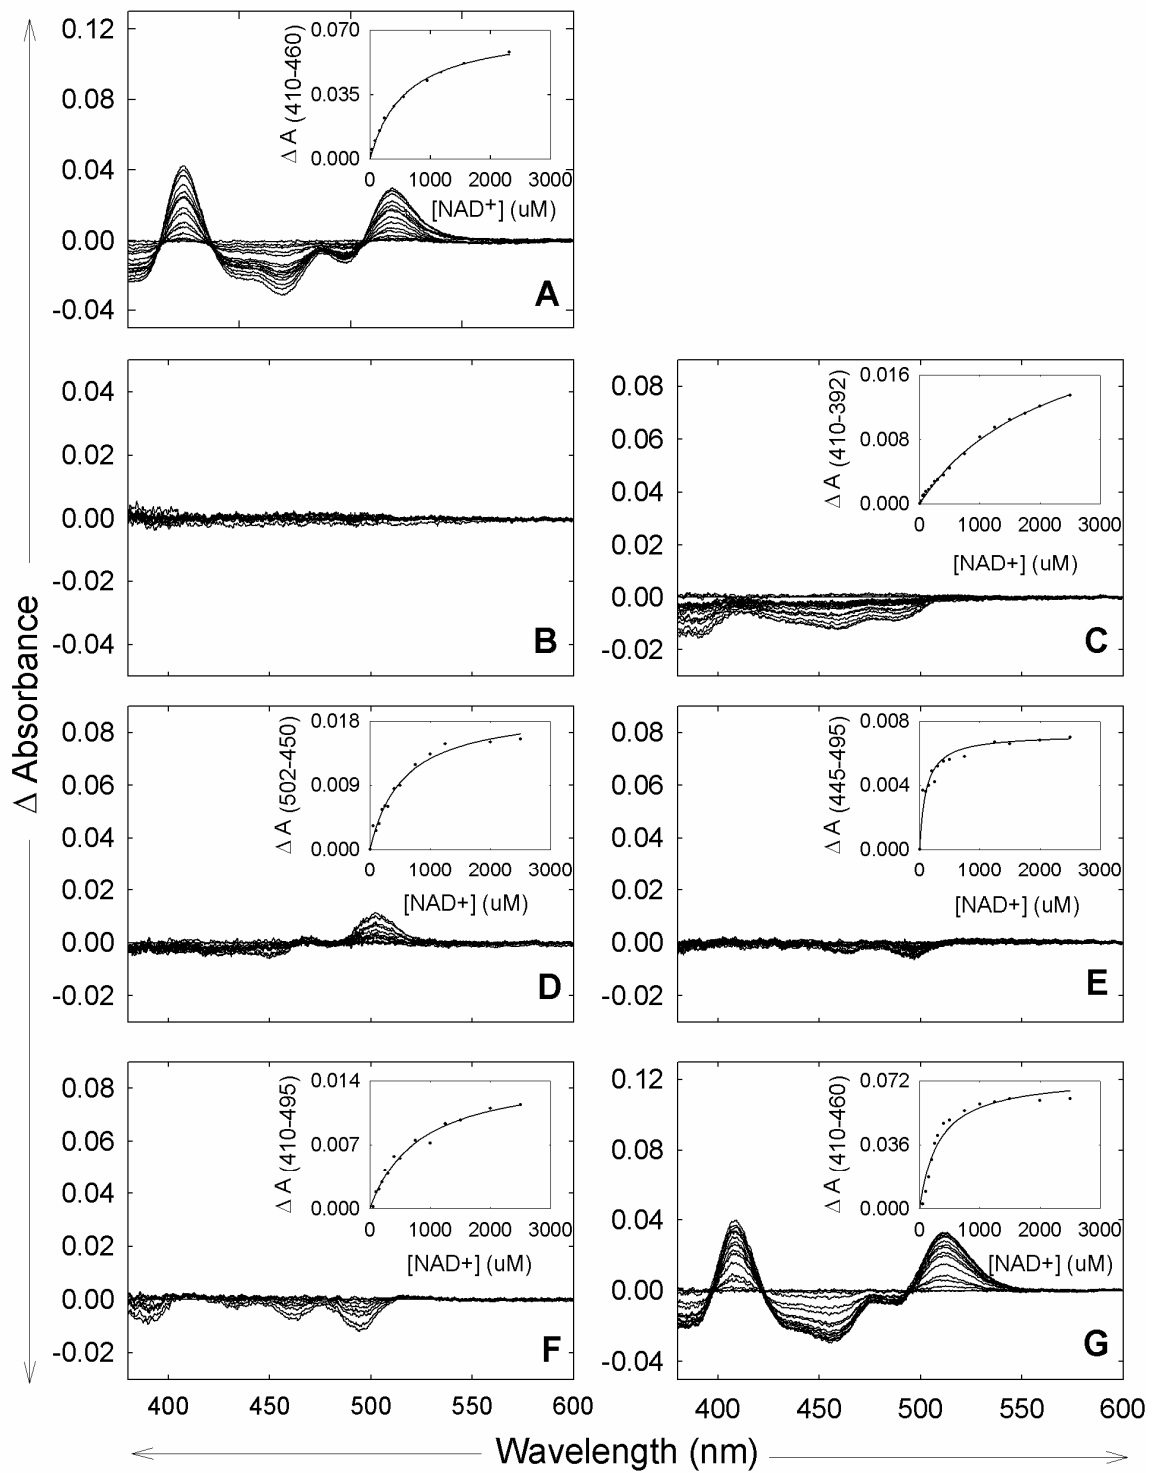 Δ Absorbance
0.12
0.08
0.04
0.00
-0.04
Δ A (410-460)
0.070
0.035
0.000
0 1000 2000 3000
[NAD+] (uM)
A
0.04
0.02
0.00
-0.02
-0.04
B
0.08
0.06
0.04
0.02
0.00
-0.02
Δ A (410-392)
0.016
0.008
0.000
0 1000 2000 3000
[NAD+] (uM)
C
0.08
0.06
0.04
0.02
0.00
-0.02
Δ A (502-450)
0.018
0.009
0.000
0 1000 2000 3000
[NAD+] (uM)
D
0.08
0.06
0.04
0.02
0.00
-0.02
Δ A (445-495)
0.008
0.004
0.000
0 1000 2000 3000
[NAD+] (uM)
E
0.08
0.06
0.04
0.02
0.00
-0.02
Δ A (410-495)
0.014
0.007
0.000
0 1000 2000 3000
[NAD+] (uM)
F
400 450 500 550 600
0.12
0.08
0.04
0.00
-0.04
Δ A (410-460)
0.072
0.036
0.000
0 1000 2000 3000
[NAD+] (uM)
G
400 450 500 550 600
Wavelength (nm)